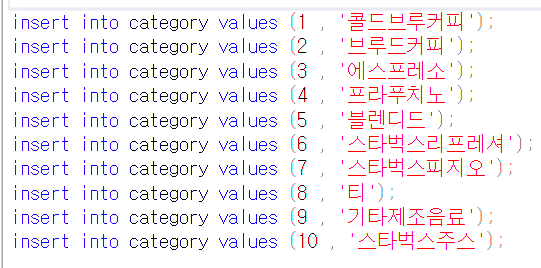 insert into category values (1 , '콜드브루커피');
insert into category values (2 , '브루드커피');
insert into category values (3 , '에스프레소');
insert into category values (4 , '프라푸치노');
insert into category values (5 , '블렌디드');
insert into category values (6 , '스타벅스리프레셔');
insert into category values (7 , '스타벅스피지오');
insert into category values (8 , '티');
insert into category values (9 , '기타제조음료');
insert into category values (10 , '스타벅스주스');